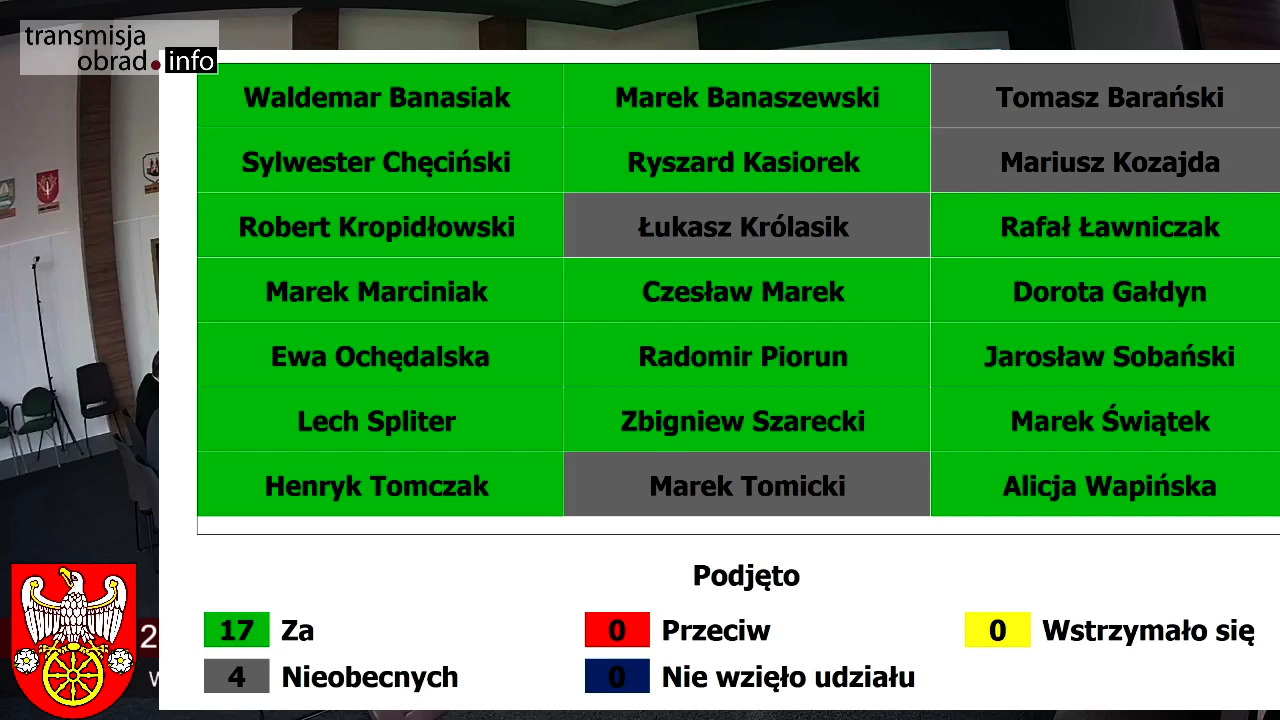 transmisja
obrad.info
Waldemar Banasiak Marek Banaszewski Tomasz Barański
Sylwester Chęciński Ryszard Kasiorek Mariusz Kozajda
Robert Kropidłowski Łukasz Królasik Rafał Ławniczak
Marek Marciniak Czesław Marek Dorota Gałdyn
Ewa Ochędalska Radomir Piorun Jarosław Sobański
Lech Spliter Zbigniew Szarecki Marek Świątek
Henryk Tomczak Marek Tomicki Alicja Wapińska
Podjęto
17 Za 0 Przeciw 0 Wstrzymało się
4 Nieobecnych 0 Nie wzięło udziału